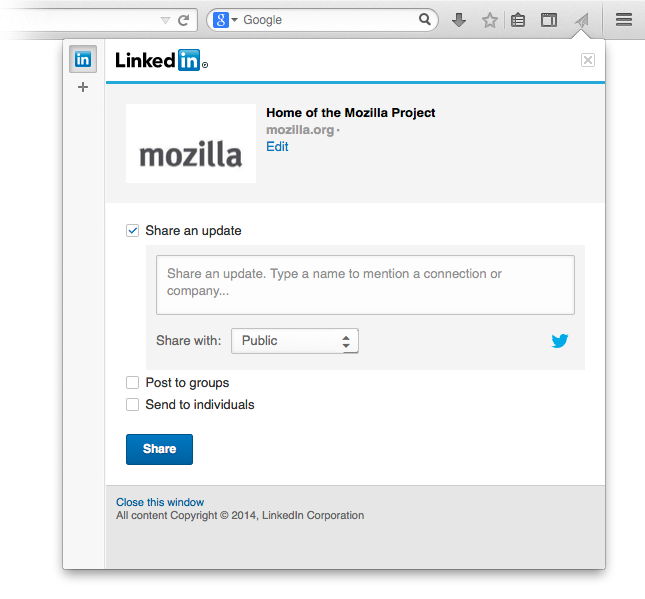 Google
Linked in
Home of the Mozilla Project
mozilla.org ·
Edit
mozilla
Share an update
Share an update. Type a name to mention a connection or
company...
Share with: Public
Post to groups
Send to individuals
Share
Close this window
All content Copyright © 2014, LinkedIn Corporation